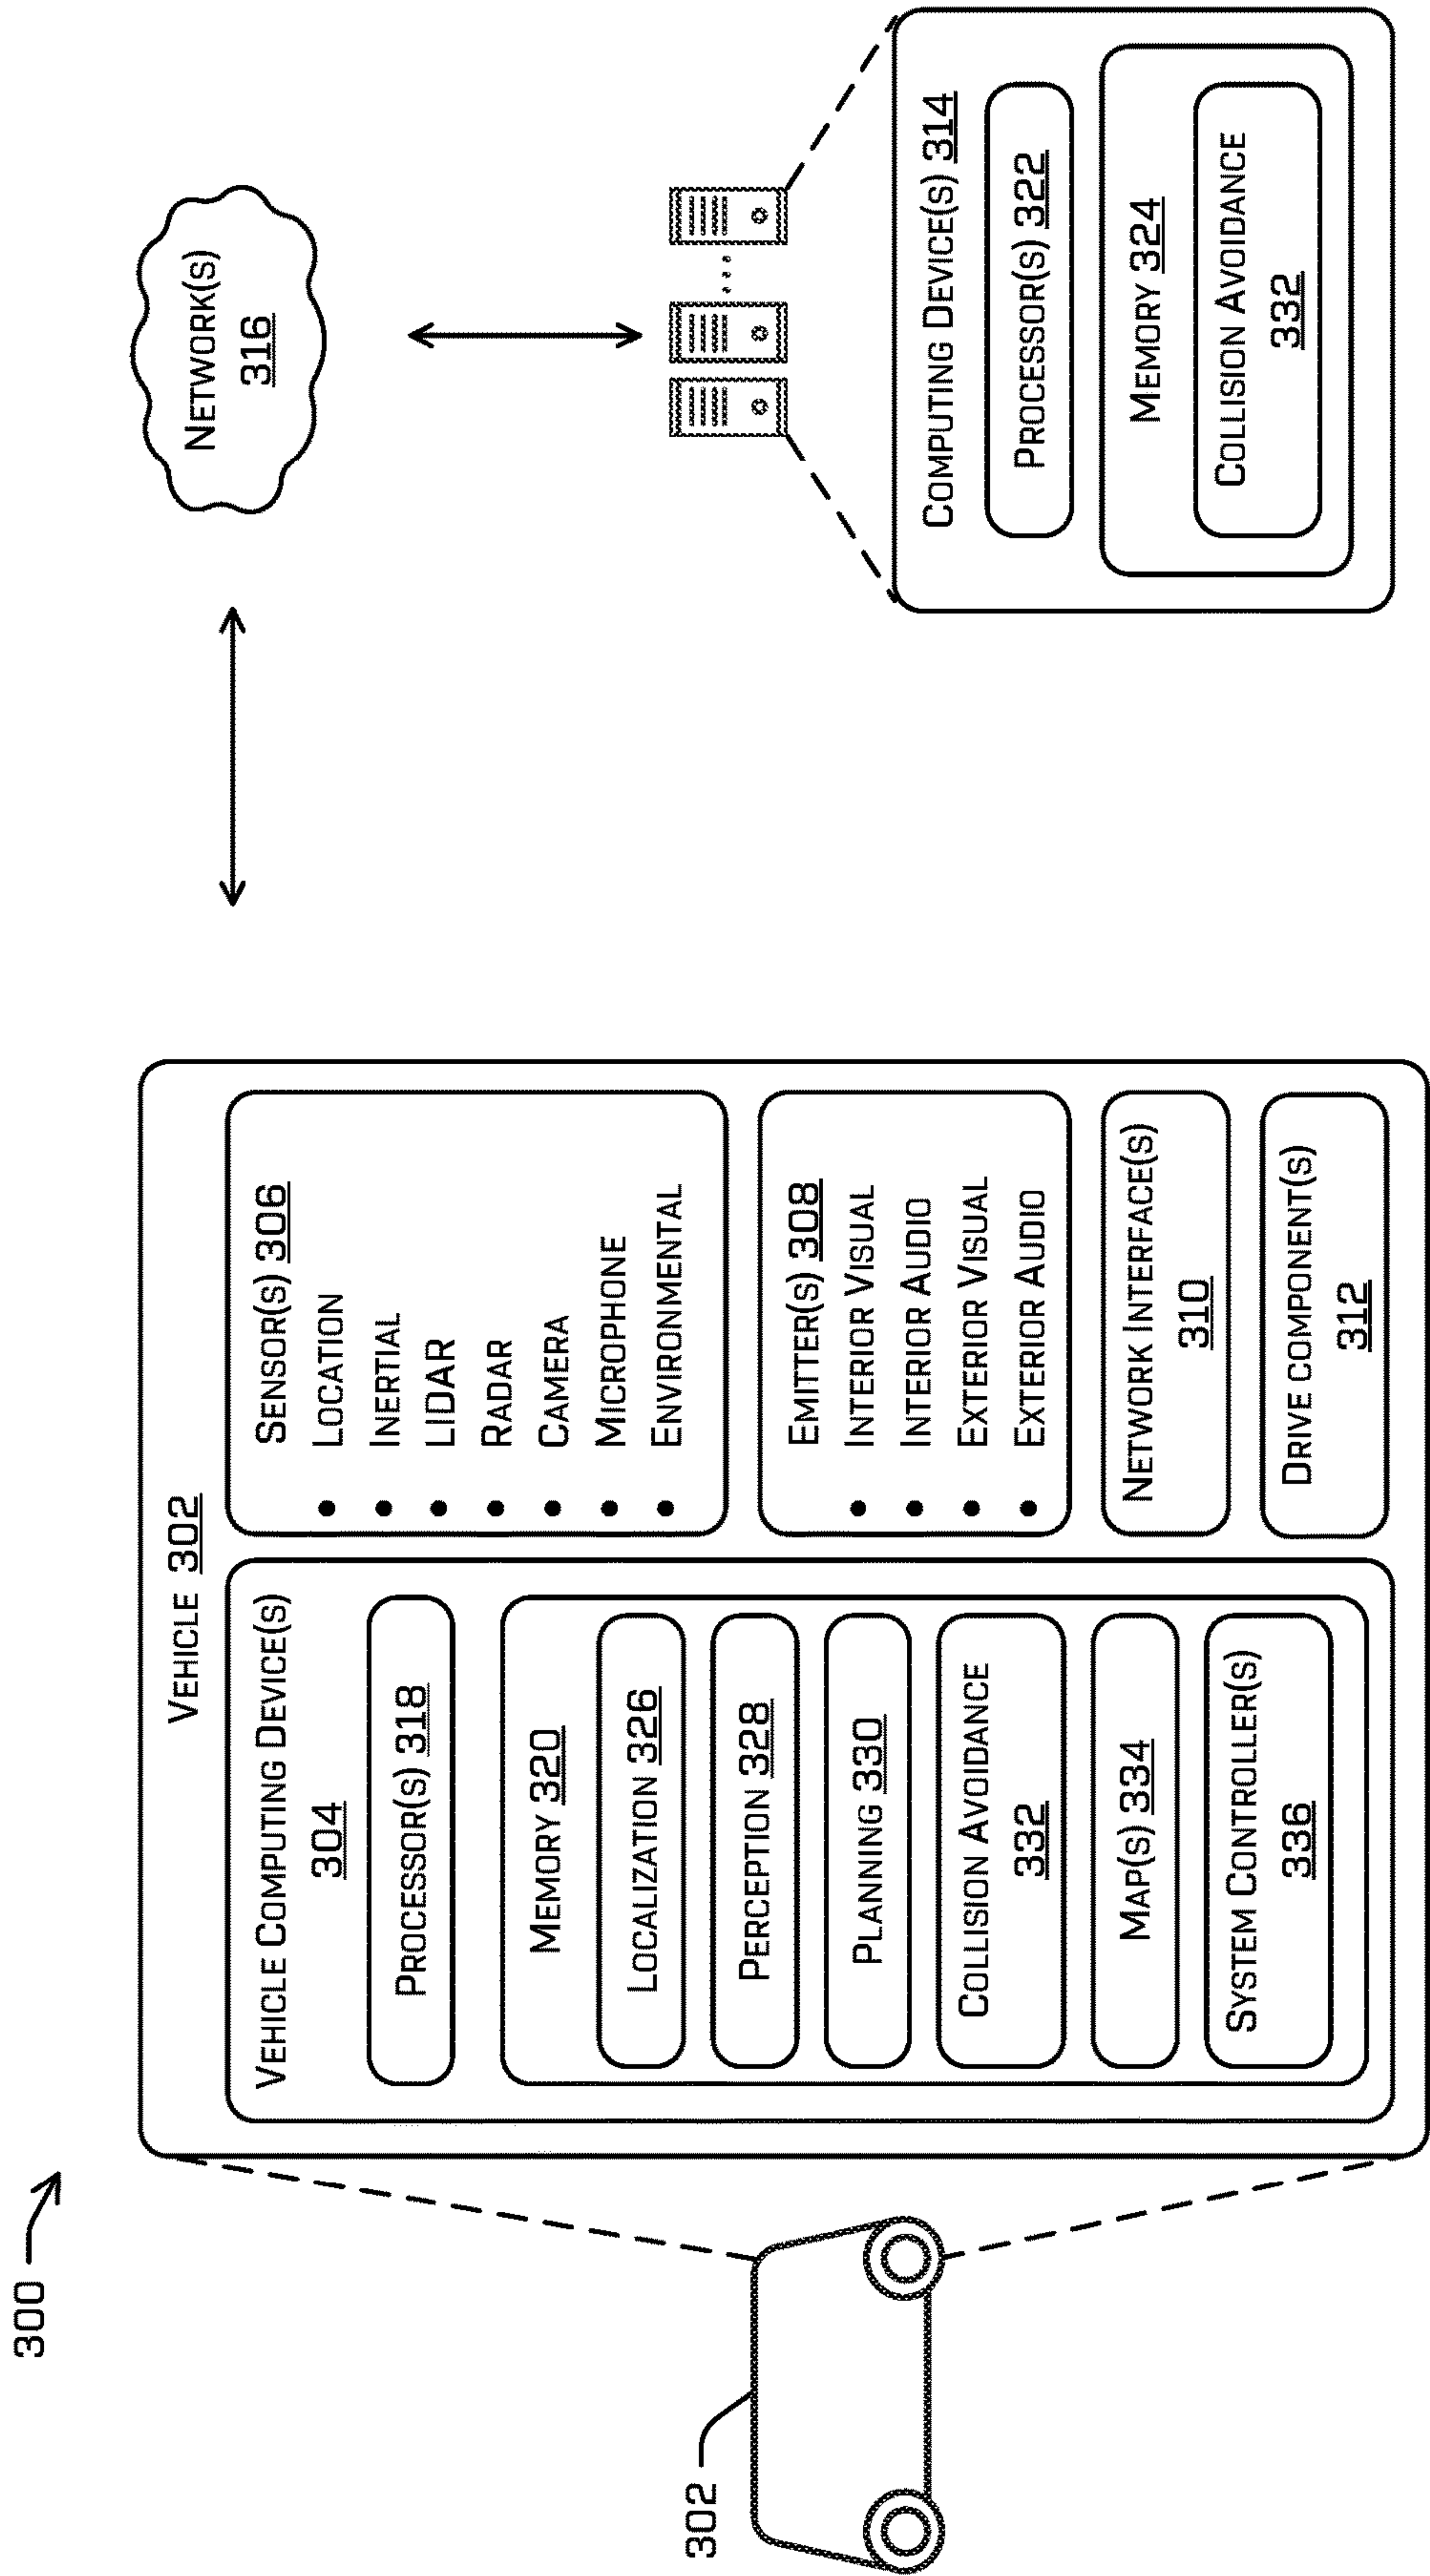 300
302
VEHICLE 302
VEHICLE COMPUTING DEVICE(S)
304
PROCESSOR(S) 318
MEMORY 320
LOCALIZATION 326
PERCEPTION 328
PLANNING 330
COLLISION AVOIDANCE
332
MAP(S) 334
SYSTEM CONTROLLER(S)
336
SENSOR(S) 306
• LOCATION
• INERTIAL
• LIDAR
• RADAR
• CAMERA
• MICROPHONE
• ENVIRONMENTAL
EMITTER(S) 308
• INTERIOR VISUAL
• INTERIOR AUDIO
• EXTERIOR VISUAL
• EXTERIOR AUDIO
NETWORK INTERFACE(S)
310
DRIVE COMPONENT(S)
312
NETWORK(S)
316
COMPUTING DEVICE(S) 314
PROCESSOR(S) 322
MEMORY 324
COLLISION AVOIDANCE
332